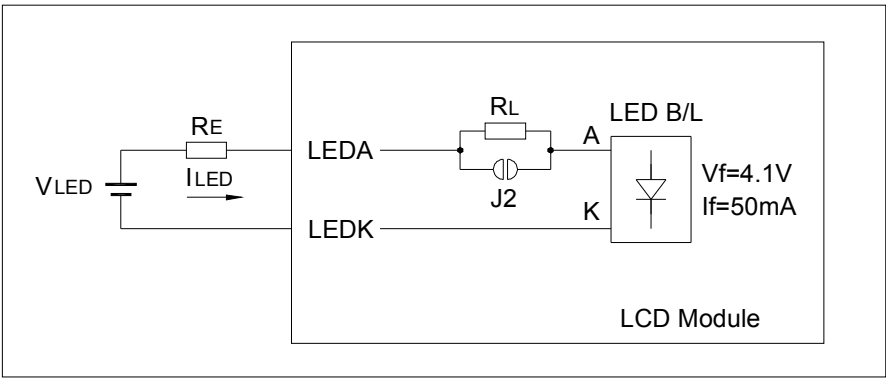 RE
VLED
ILED
LEDA
RL
J2
A
LED B/L
Vf=4.1V
If=50mA
K
LEDK
LCD Module